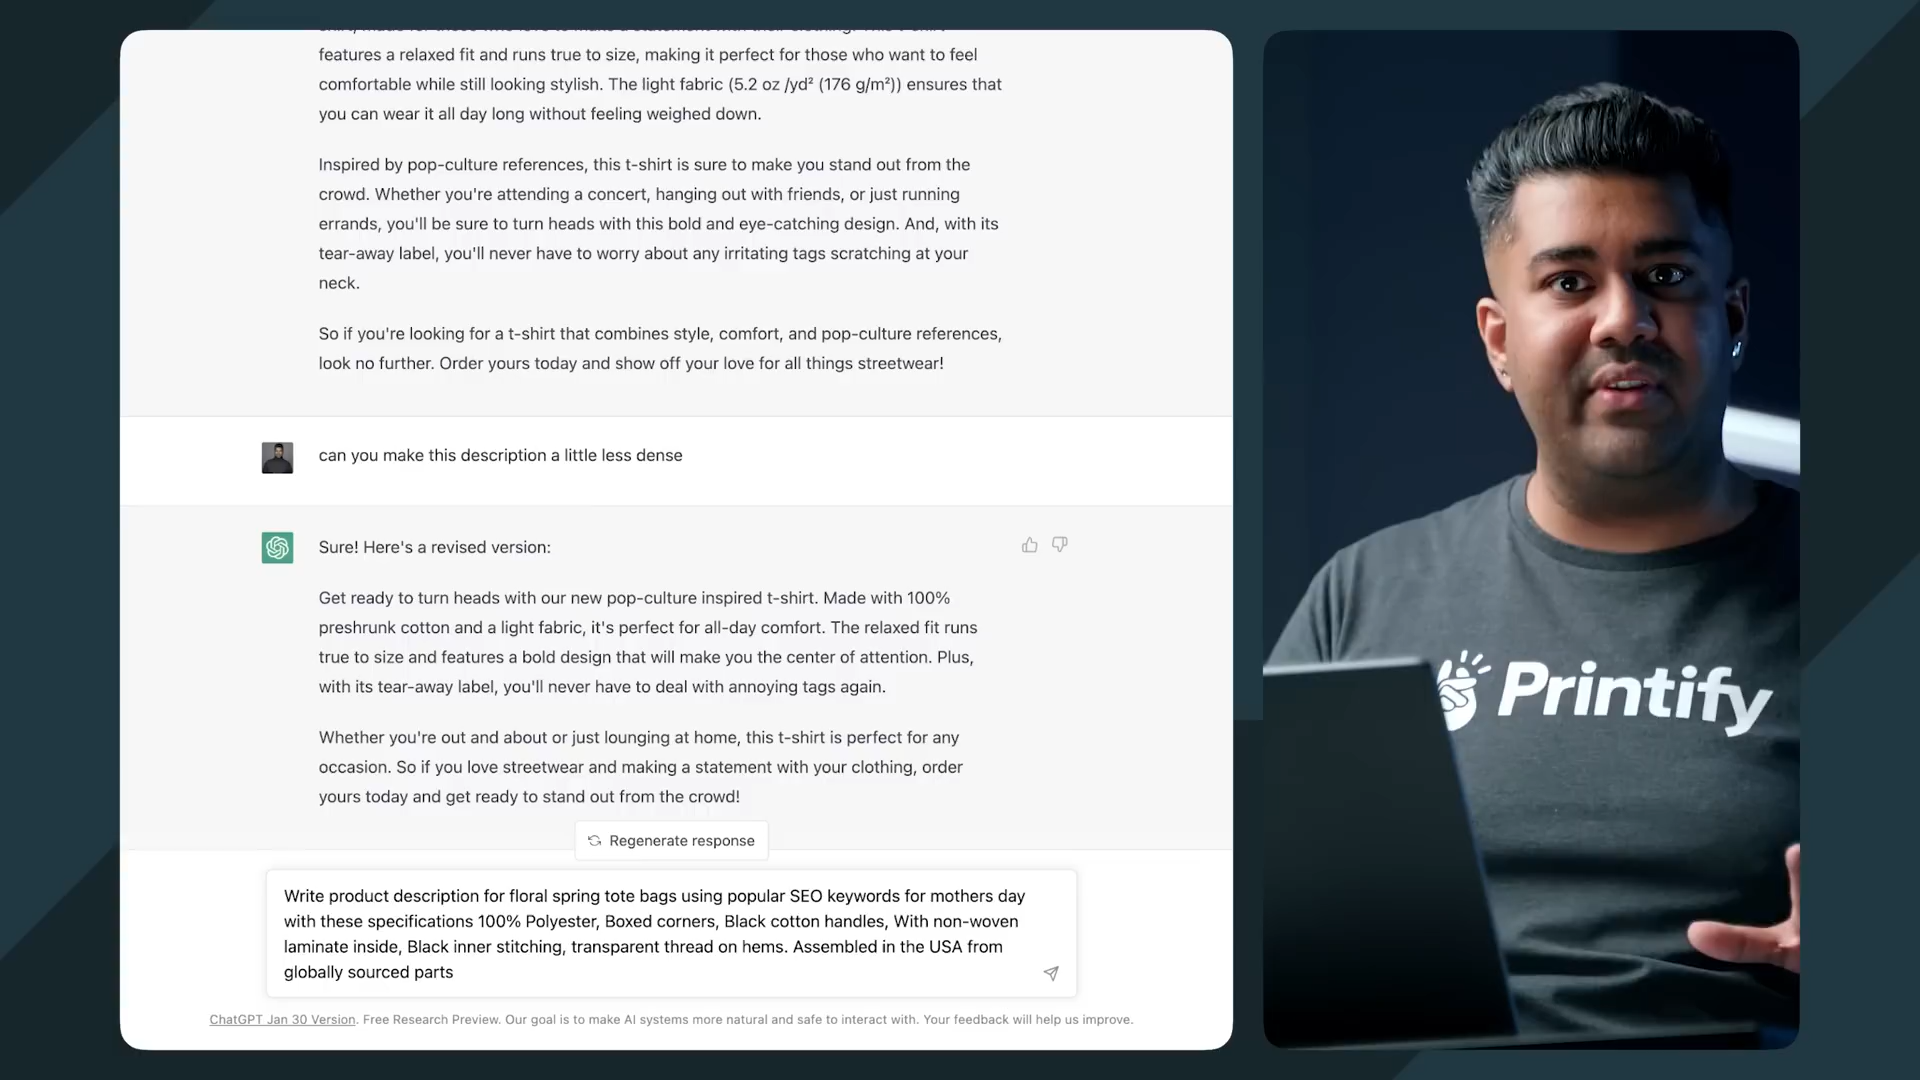 features a relaxed fit and runs true to size, making it perfect for those who want to feel
comfortable while still looking stylish. The light fabric (5.2 oz /yd² (176 g/m²)) ensures that
you can wear it all day long without feeling weighed down.
Inspired by pop-culture references, this t-shirt is sure to make you stand out from the
crowd. Whether you're attending a concert, hanging out with friends, or just running
errands, you'll be sure to turn heads with this bold and eye-catching design. And, with its
tear-away label, you'll never have to worry about any irritating tags scratching at your
neck.
So if you're looking for a t-shirt that combines style, comfort, and pop-culture references,
look no further. Order yours today and show off your love for all things streetwear!
can you make this description a little less dense
Sure! Here's a revised version:
Get ready to turn heads with our new pop-culture inspired t-shirt. Made with 100%
preshrunk cotton and a light fabric, it's perfect for all-day comfort. The relaxed fit runs
true to size and features a bold design that will make you the center of attention. Plus,
with its tear-away label, you'll never have to deal with annoying tags again.
Whether you're out and about or just lounging at home, this t-shirt is perfect for any
occasion. So if you love streetwear and making a statement with your clothing, order
yours today and get ready to stand out from the crowd!
Regenerate response
Write product description for floral spring tote bags using popular SEO keywords for mothers day
with these specifications 100% Polyester, Boxed corners, Black cotton handles, With non-woven
laminate inside, Black inner stitching, transparent thread on hems. Assembled in the USA from
globally sourced parts
ChatGPT Jan 30 Version. Free Research Preview. Our goal is to make AI systems more natural and safe to interact with. Your feedback will help us improve.
Printify